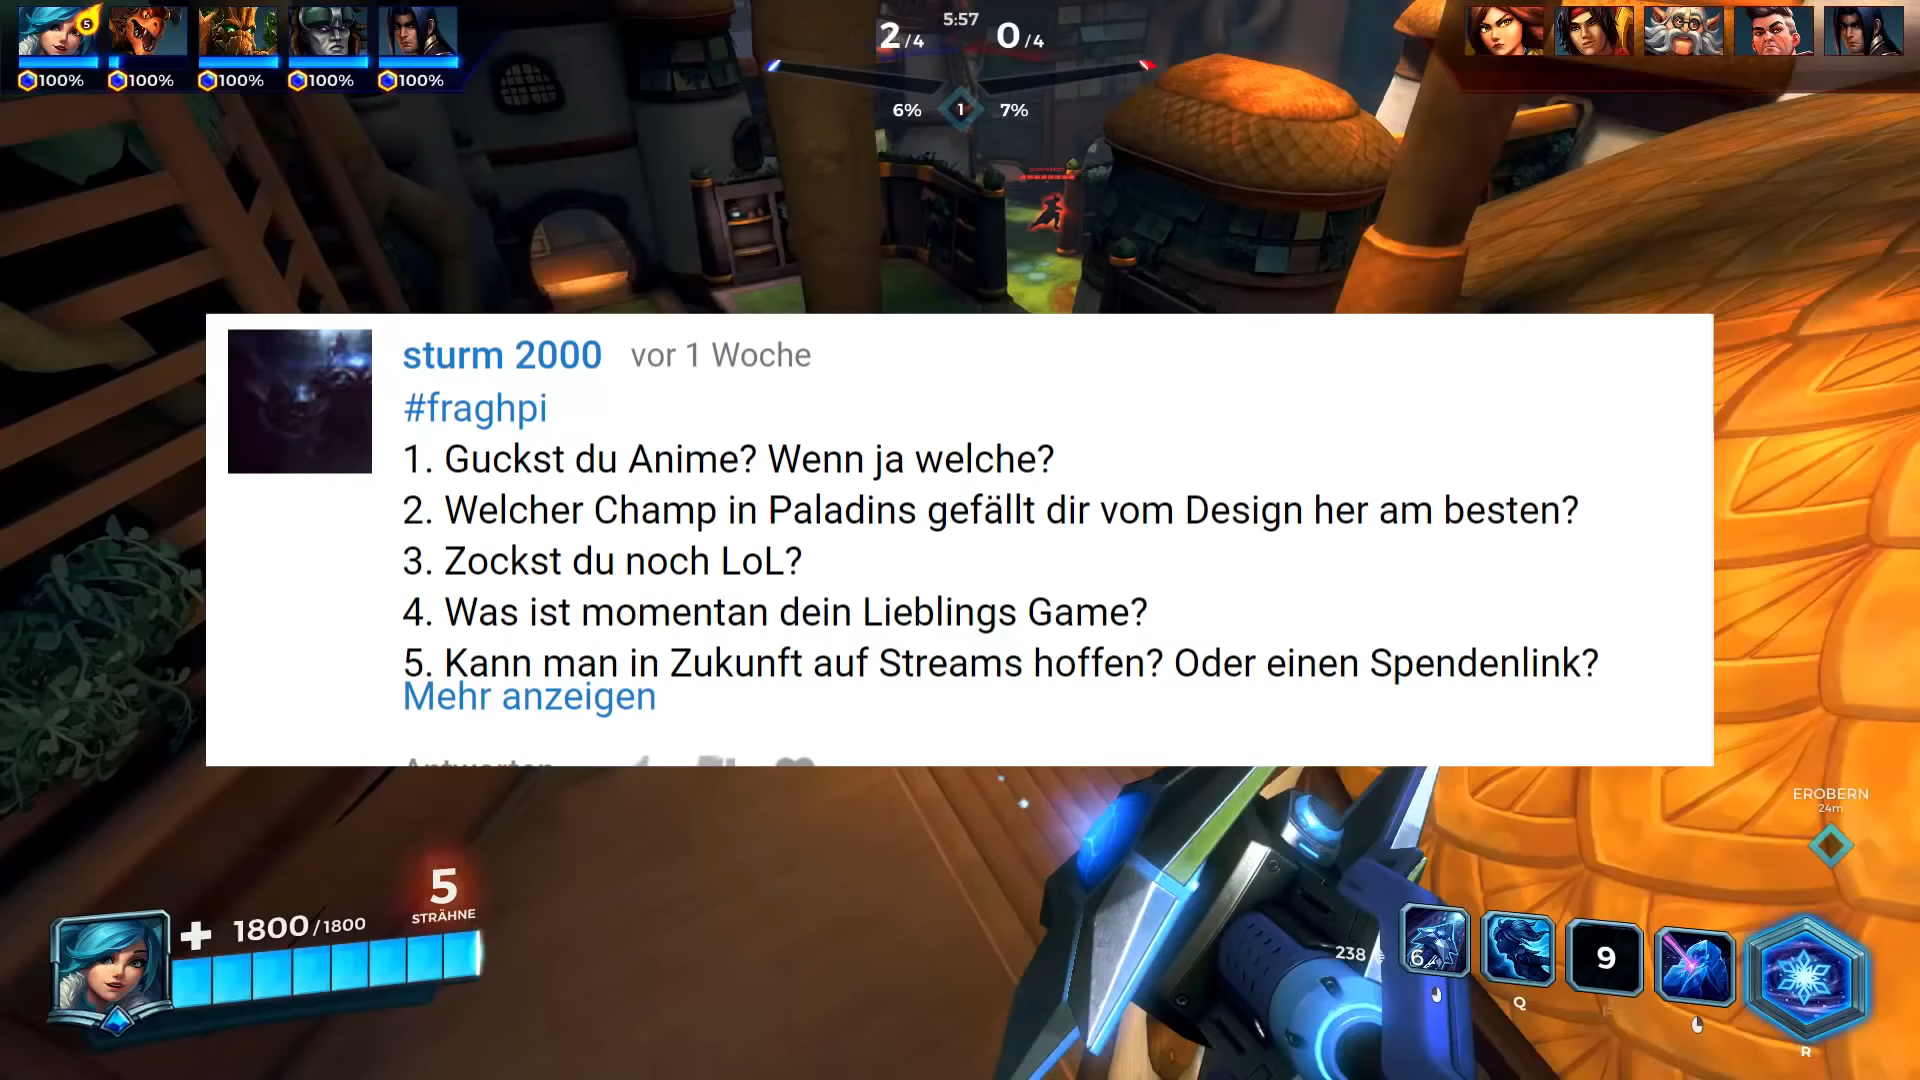 5
100%
100%
100%
100%
100%
5:57
2/4
0/4
6%
1
7%
sturm 2000 vor 1 Woche
#fraghpi
1. Guckst du Anime? Wenn ja welche?
2. Welcher Champ in Paladins gefällt dir vom Design her am besten?
3. Zockst du noch LoL?
4. Was ist momentan dein Lieblings Game?
5. Kann man in Zukunft auf Streams hoffen? Oder einen Spendenlink?
Mehr anzeigen
Antworten
EROBERN
24m
5
STRÄHNE
1800/1800
238
6
9
Q
R